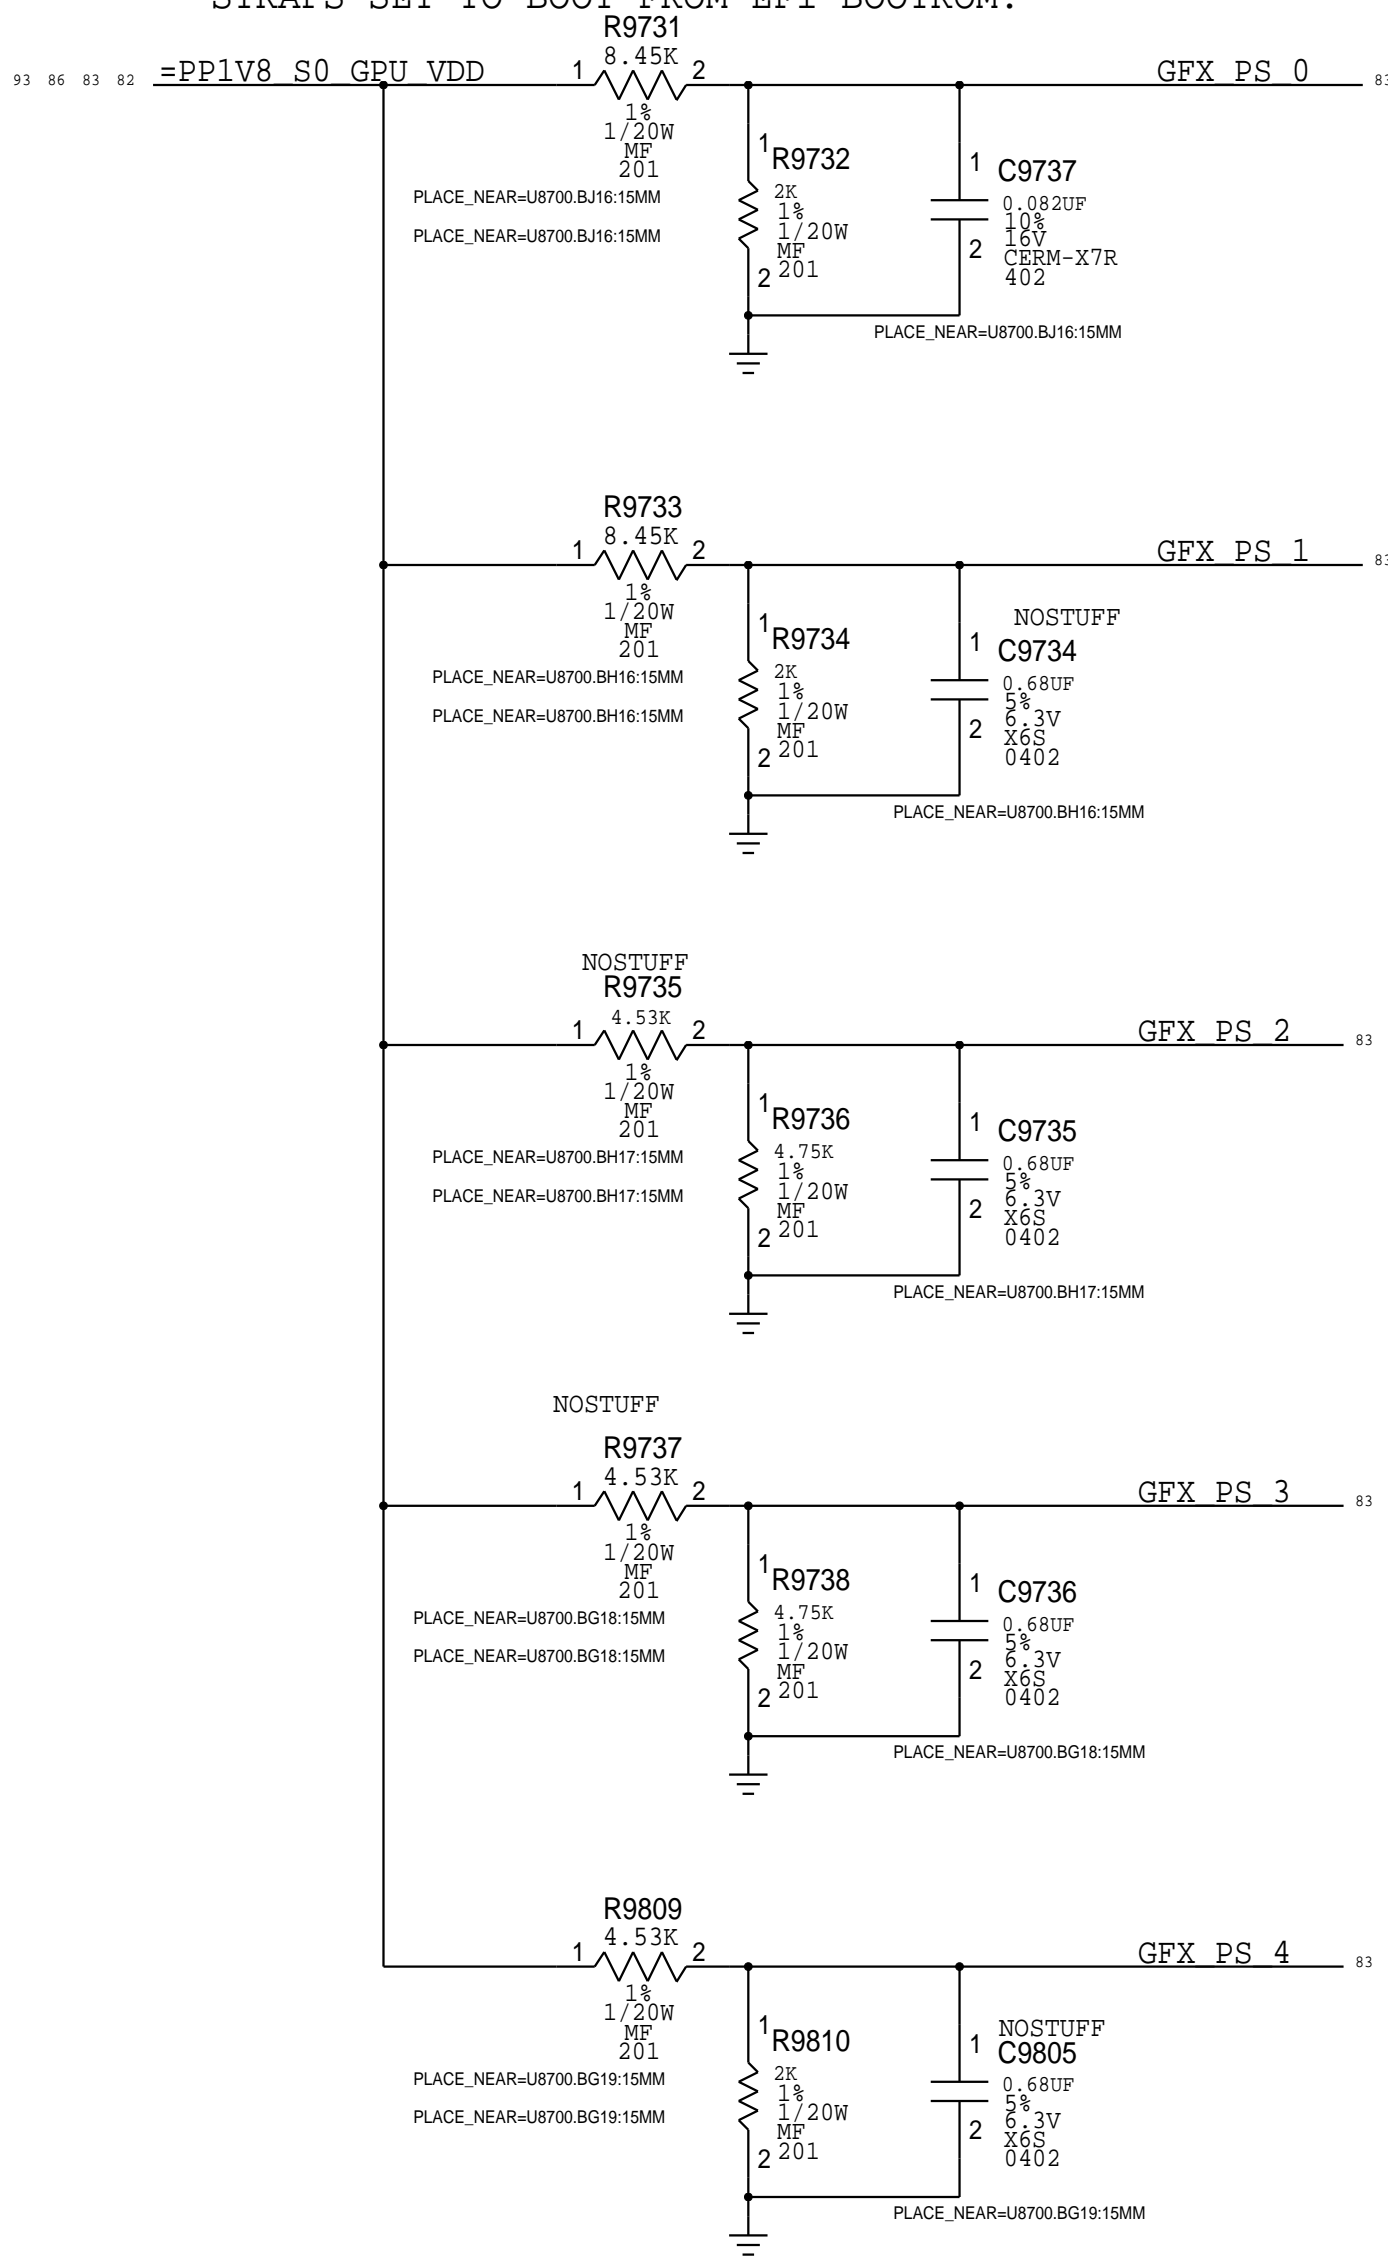 STRAPS SET TO BOOT FROM EFI BOOTROM.
R9731
8.45K
93 86 83 82 =PP1V8_S0_GPU_VDD 1 2 GFX_PS_0 83
1%
1/20W
MF
201
PLACE_NEAR=U8700.BJ16:15MM
PLACE_NEAR=U8700.BJ16:15MM
1
R9732
2K
1%
1/20W
MF
201
2
1
C9737
0.082UF
10%
16V
CERM-X7R
402
2
PLACE_NEAR=U8700.BJ16:15MM
R9733
8.45K
1 2 GFX_PS_1 83
1%
1/20W
MF
201
PLACE_NEAR=U8700.BH16:15MM
PLACE_NEAR=U8700.BH16:15MM
1
R9734
2K
1%
1/20W
MF
201
2
NOSTUFF
1
C9734
0.68UF
5%
6.3V
X6S
0402
2
PLACE_NEAR=U8700.BH16:15MM
NOSTUFF
R9735
4.53K
1 2 GFX_PS_2 83
1%
1/20W
MF
201
PLACE_NEAR=U8700.BH17:15MM
PLACE_NEAR=U8700.BH17:15MM
1
R9736
4.75K
1%
1/20W
MF
201
2
1
C9735
0.68UF
5%
6.3V
X6S
0402
2
PLACE_NEAR=U8700.BH17:15MM
NOSTUFF
R9737
4.53K
1 2 GFX_PS_3 83
1%
1/20W
MF
201
PLACE_NEAR=U8700.BG18:15MM
PLACE_NEAR=U8700.BG18:15MM
1
R9738
4.75K
1%
1/20W
MF
201
2
1
C9736
0.68UF
5%
6.3V
X6S
0402
2
PLACE_NEAR=U8700.BG18:15MM
R9809
4.53K
1 2 GFX_PS_4 83
1%
1/20W
MF
201
PLACE_NEAR=U8700.BG19:15MM
PLACE_NEAR=U8700.BG19:15MM
1
R9810
2K
1%
1/20W
MF
201
2
NOSTUFF
1
C9805
0.68UF
5%
6.3V
X6S
0402
2
PLACE_NEAR=U8700.BG19:15MM